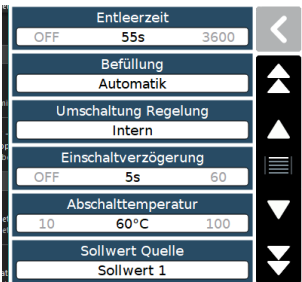 Entleerzeit
OFF 55s 3600
Befüllung
Automatik
Umschaltung Regelung
Intern
Einschaltverzögerung
OFF 5s 60
Abschalttemperatur
10 60°C 100
Sollwert Quelle
Sollwert 1